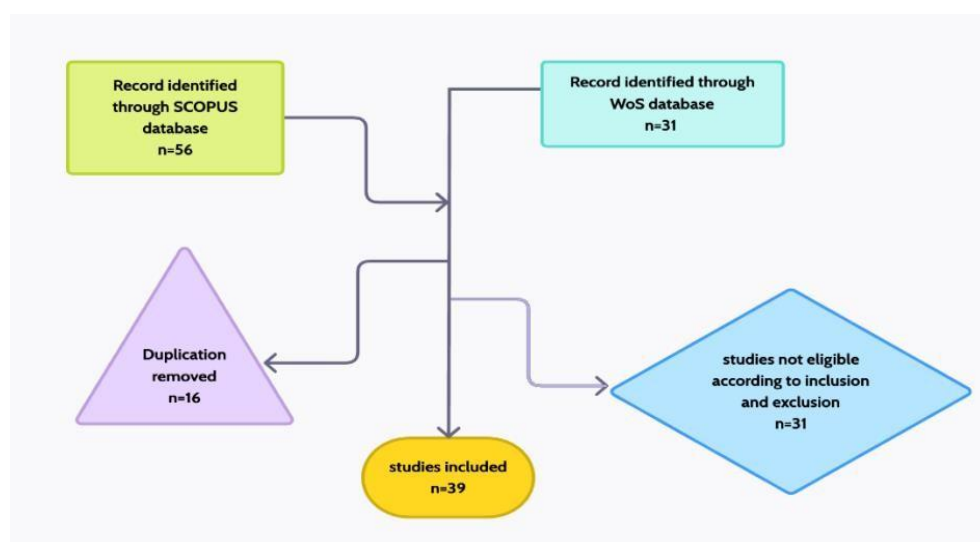 Record identified
through SCOPUS
database
n=56
Record identified through
WoS database
n=31
Duplication
removed
n=16
studies not eligible
according to inclusion
and exclusion
n=31
studies included
n=39